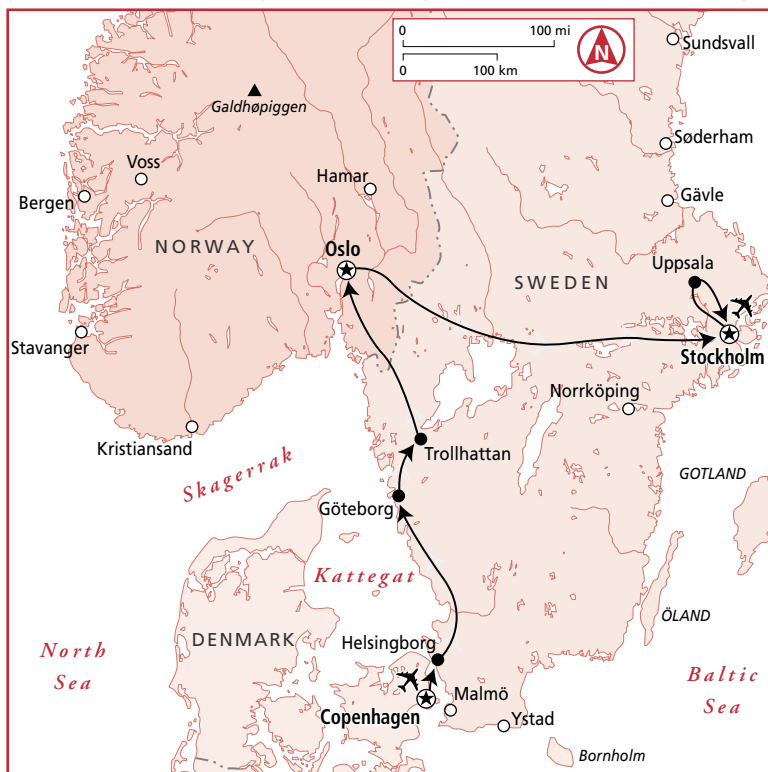 0 100 mi
0 100 km
N
Sundsvall
Galdhøpiggen
Søderham
Voss
Hamar
Bergen
Gävle
NORWAY
Oslo
Uppsala
SWEDEN
Stavanger
Stockholm
Norrköping
Kristiansand
Trollhattan
Skagerrak
GOTLAND
Göteborg
Kattegat
ÖLAND
DENMARK
Helsingborg
North
Sea
Baltic
Sea
Malmö
Copenhagen
Ystad
Bornholm